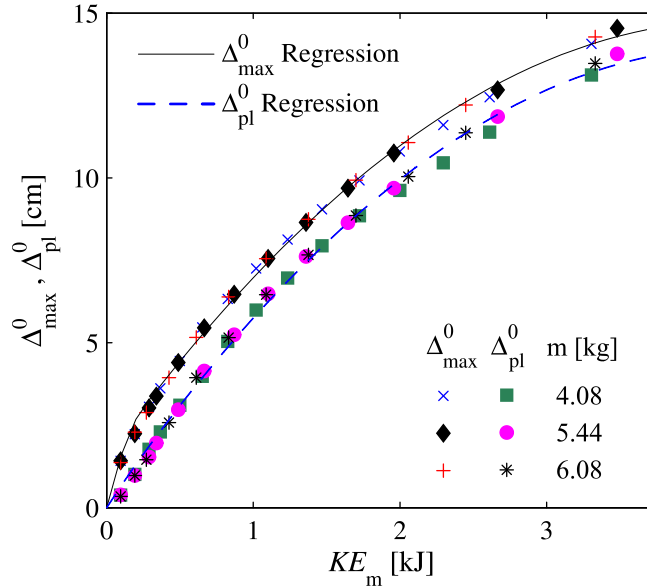 15
10
5
0
Δ⁰max , Δ⁰pl [cm]
Δ⁰max Regression
Δ⁰pl Regression
Δ⁰max Δ⁰pl m [kg]
4.08
5.44
6.08
0 1 2 3
KEm [kJ]